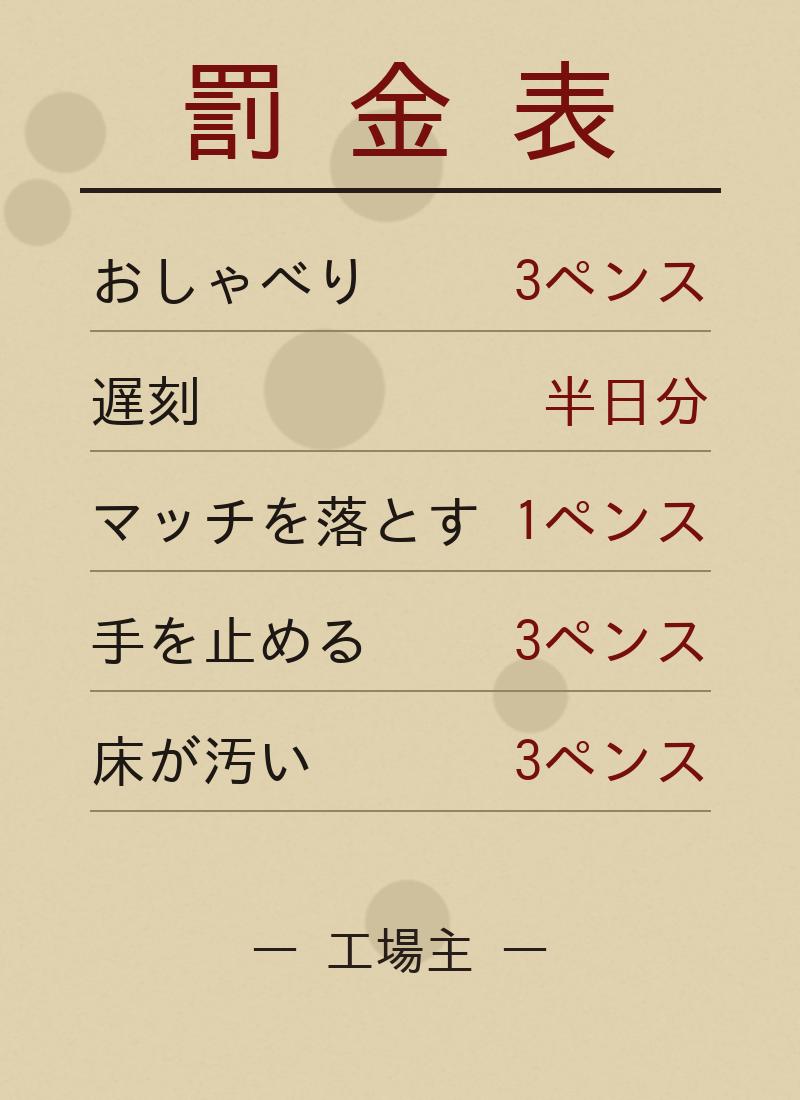 罰金表
おしゃべり 3ペンス
遅刻 半日分
マッチを落とす 1ペンス
手を止める 3ペンス
床が汚い 3ペンス
— 工場主 —